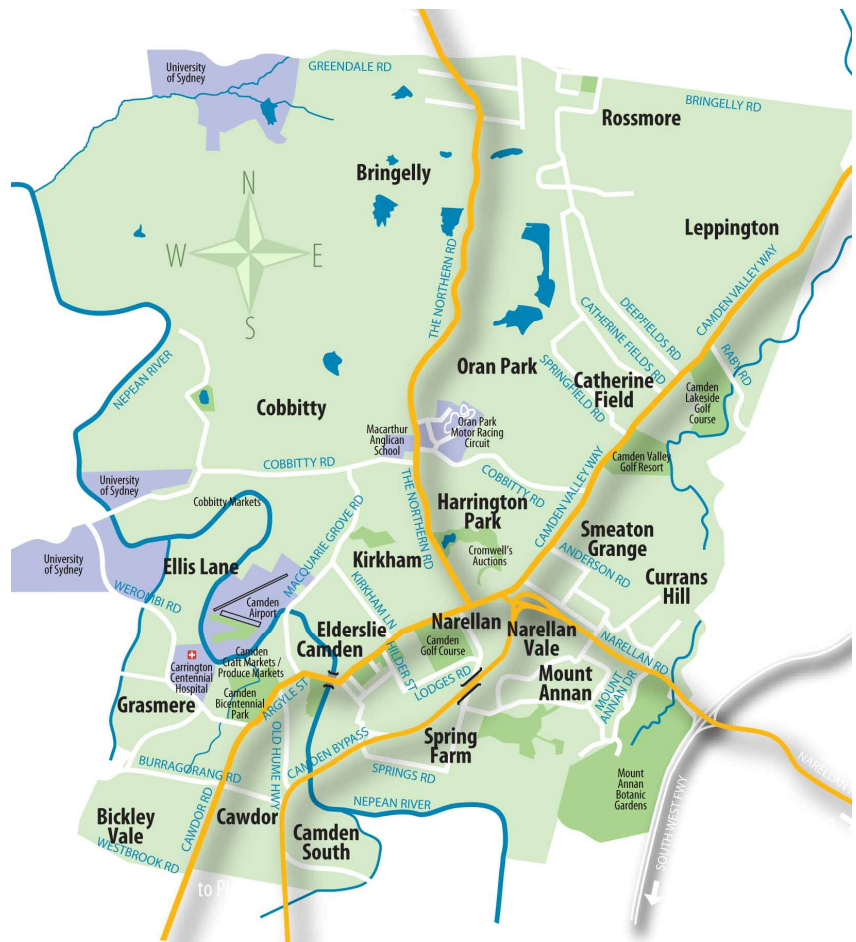 University
of Sydney
GREENDALE RD
BRINGELLY RD
Rossmore
Bringelly
N
W
E
S
Leppington
THE NORTHERN RD
CAMDEN VALLEY WAY
DEEPFIELDS RD
CATHERINE FIELDS RD
RABY RD
NEPEAN RIVER
Oran Park
SPRINGFIELD RD
Catherine
Field
Camden
Lakeside
Golf
Course
Cobbitty
Macarthur
Anglican
School
Oran Park
Motor Racing
Circuit
Camden Valley
Golf Resort
COBBITTY RD
COBBITTY RD
CAMDEN VALLEY WAY
University
of Sydney
Cobbitty Markets
MACQUARIE GROVE RD
THE NORTHERN RD
Harrington
Park
Smeaton
Grange
University
of Sydney
Ellis Lane
Kirkham
Cromwell's
Auctions
ANDERSON RD
Currans
Hill
WEROMBI RD
Camden
Airport
KIRKHAM LN
Elderslie
Camden
Narellan
Camden
Golf Course
Narellan
Vale
NARELLAN RD
Carrington
Centennial
Hospital
Camden
Craft Markets /
Produce Markets
Camden
Bicentennial
Park
HILDER ST
LODGES RD
Mount
Annan
MOUNT
ANNAN DR
Grasmere
ARGYLE ST
OLD HUME HWY
CAMDEN BYPASS
Spring
Farm
SPRINGS RD
BURRAGORANG RD
NEPEAN RIVER
Mount
Annan
Botanic
Gardens
NARELLAN
SOUTH WEST FWY
Bickley
Vale
CAWDOR RD
Cawdor
Camden
South
WESTBROOK RD
to P